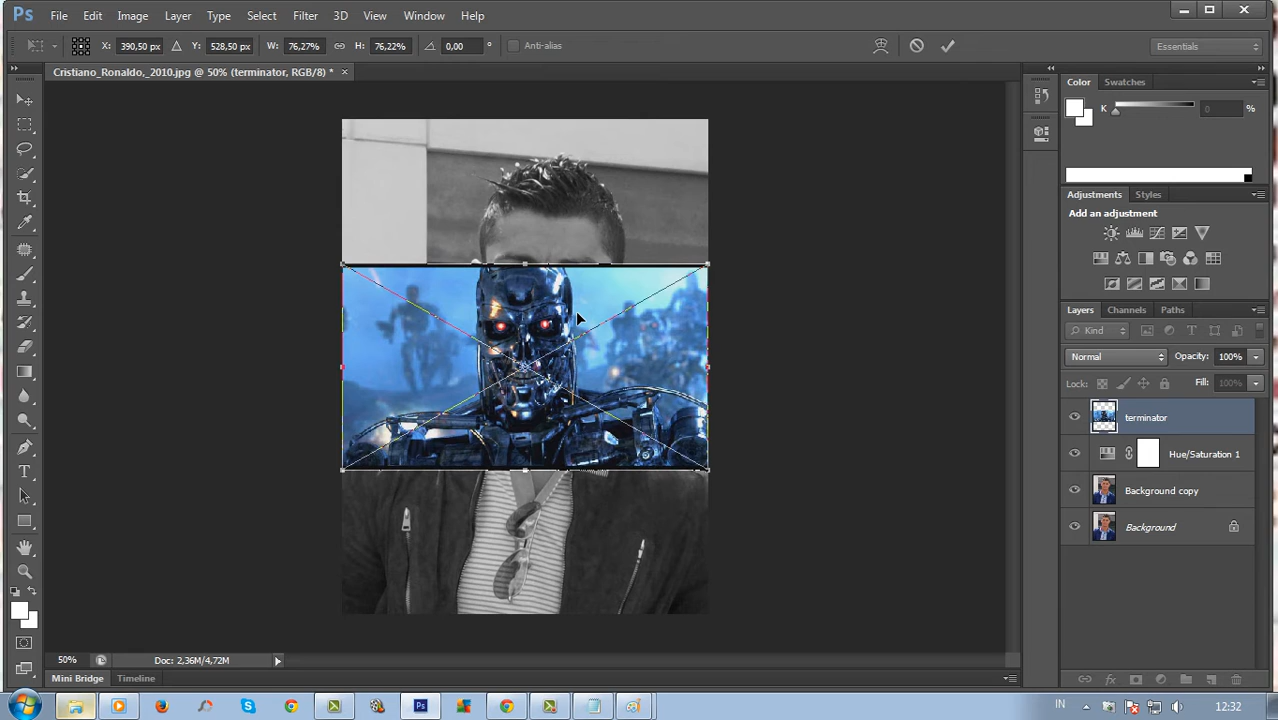 Ps File Edit Image Layer Type Select Filter 3D View Window Help
X: 390,50 px Y: 528,50 px W: 76,27% H: 76,22% 0,00 ° Anti-alias Essentials
Cristiano_Ronaldo,_2010.jpg @ 50% (terminator, RGB/8) * ×
Color Swatches
K 0 %
Adjustments Styles
Add an adjustment
Layers Channels Paths
Kind
Normal Opacity: 100%
Lock: Fill: 100%
terminator
Hue/Saturation 1
Background copy
Background
50% Doc: 2,36M/4,72M
Mini Bridge Timeline
IN 12:32